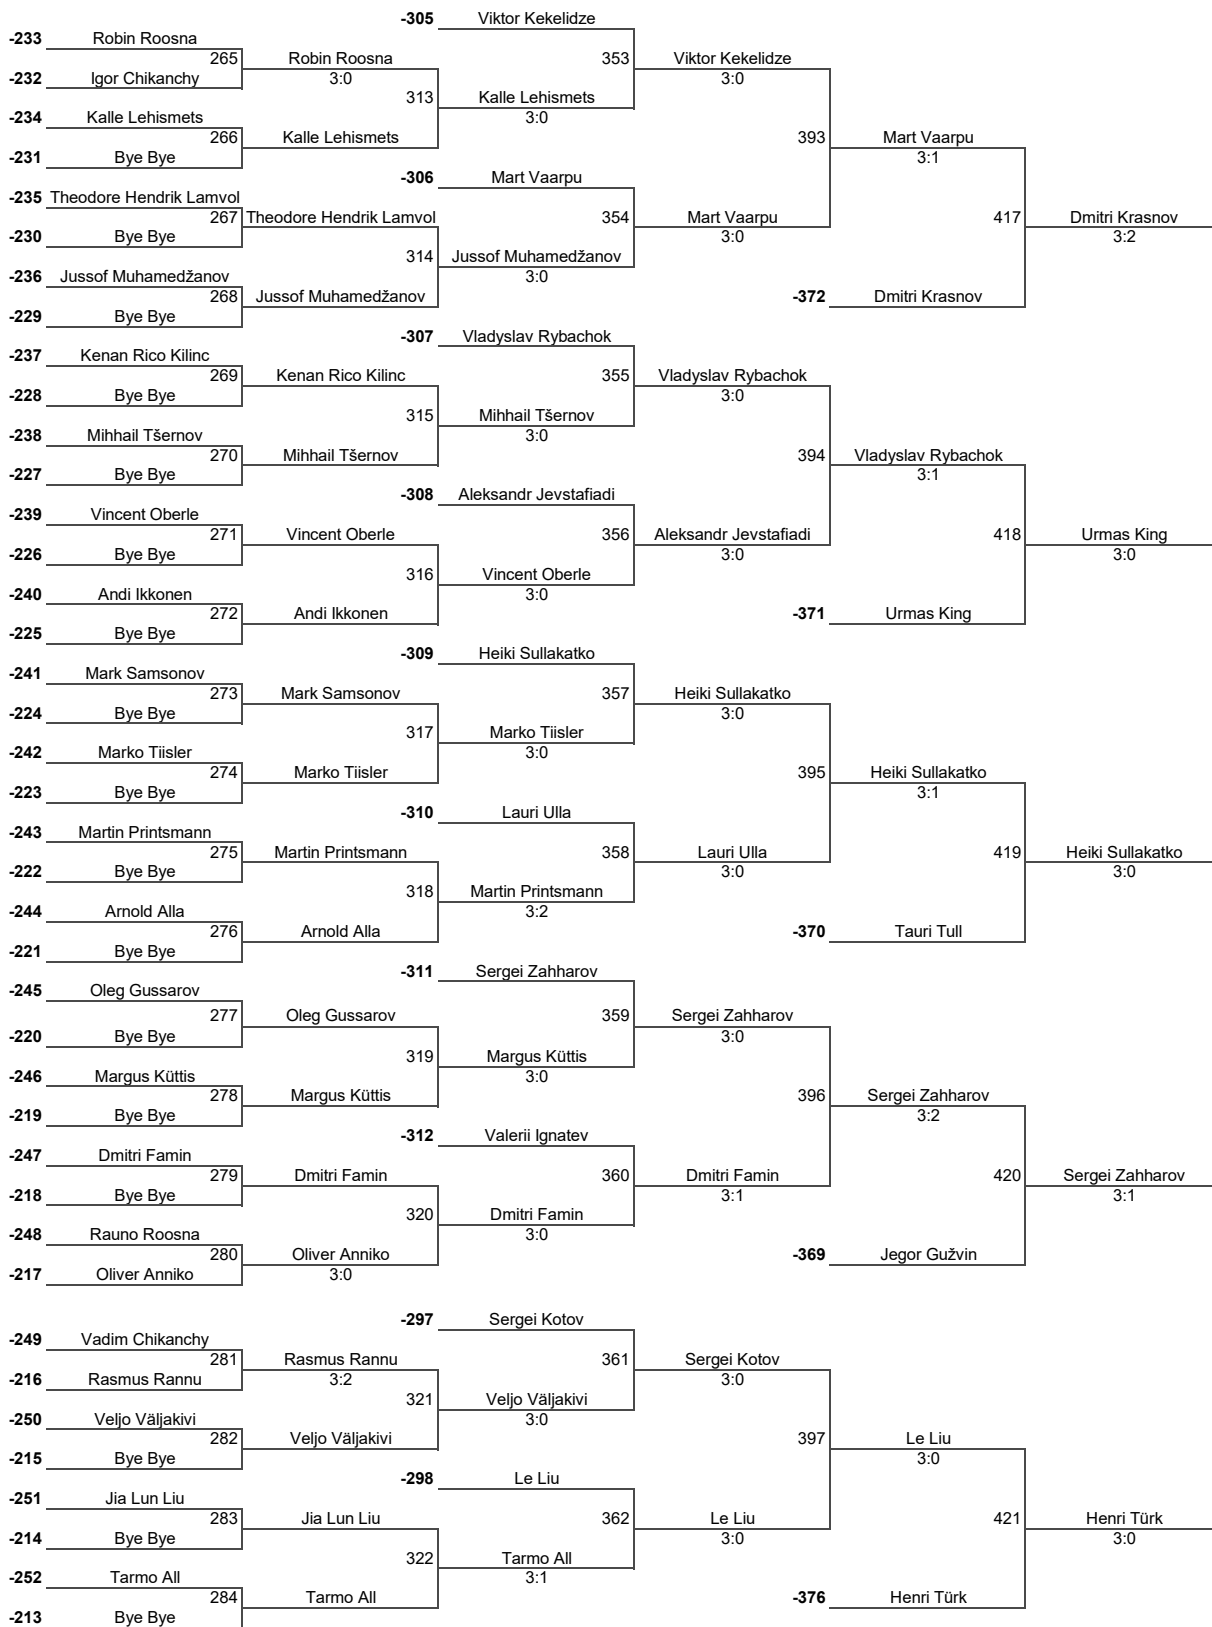 -305 Viktor Kekelidze
-233 Robin Roosna
265 Robin Roosna 353 Viktor Kekelidze
-232 Igor Chikanchy 3:0 3:0
313 Kalle Lehismets
-234 Kalle Lehismets 3:0
266 Kalle Lehismets 393 Mart Vaarpu
-231 Bye Bye 3:1
-306 Mart Vaarpu
-235 Theodore Hendrik Lamvol
267 Theodore Hendrik Lamvol 354 Mart Vaarpu 417 Dmitri Krasnov
-230 Bye Bye 3:0 3:2
314 Jussof Muhamedžanov
-236 Jussof Muhamedžanov 3:0
268 Jussof Muhamedžanov -372 Dmitri Krasnov
-229 Bye Bye
-307 Vladyslav Rybachok
-237 Kenan Rico Kilinc
269 Kenan Rico Kilinc 355 Vladyslav Rybachok
-228 Bye Bye 3:0
315 Mihhail Tšernov
-238 Mihhail Tšernov 3:0
270 Mihhail Tšernov 394 Vladyslav Rybachok
-227 Bye Bye 3:1
-308 Aleksandr Jevstafiadi
-239 Vincent Oberle
271 Vincent Oberle 356 Aleksandr Jevstafiadi 418 Urmas King
-226 Bye Bye 3:0 3:0
316 Vincent Oberle
-240 Andi Ikkonen 3:0
272 Andi Ikkonen -371 Urmas King
-225 Bye Bye
-309 Heiki Sullakatko
-241 Mark Samsonov
273 Mark Samsonov 357 Heiki Sullakatko
-224 Bye Bye 3:0
317 Marko Tiisler
-242 Marko Tiisler 3:0
274 Marko Tiisler 395 Heiki Sullakatko
-223 Bye Bye 3:1
-310 Lauri Ulla
-243 Martin Printsmann
275 Martin Printsmann 358 Lauri Ulla 419 Heiki Sullakatko
-222 Bye Bye 3:0 3:0
318 Martin Printsmann
-244 Arnold Alla 3:2
276 Arnold Alla -370 Tauri Tull
-221 Bye Bye
-311 Sergei Zahharov
-245 Oleg Gussarov
277 Oleg Gussarov 359 Sergei Zahharov
-220 Bye Bye 3:0
319 Margus Küttis
-246 Margus Küttis 3:0
278 Margus Küttis 396 Sergei Zahharov
-219 Bye Bye 3:2
-312 Valerii Ignatev
-247 Dmitri Famin
279 Dmitri Famin 360 Dmitri Famin 420 Sergei Zahharov
-218 Bye Bye 3:1 3:1
320 Dmitri Famin
-248 Rauno Roosna 3:0
280 Oliver Anniko -369 Jegor Gužvin
-217 Oliver Anniko 3:0
-297 Sergei Kotov
-249 Vadim Chikanchy
281 Rasmus Rannu 361 Sergei Kotov
-216 Rasmus Rannu 3:2 3:0
321 Veljo Väljakivi
-250 Veljo Väljakivi 3:0
282 Veljo Väljakivi 397 Le Liu
-215 Bye Bye 3:0
-298 Le Liu
-251 Jia Lun Liu
283 Jia Lun Liu 362 Le Liu 421 Henri Türk
-214 Bye Bye 3:0 3:0
322 Tarmo All
-252 Tarmo All 3:1
284 Tarmo All -376 Henri Türk
-213 Bye Bye